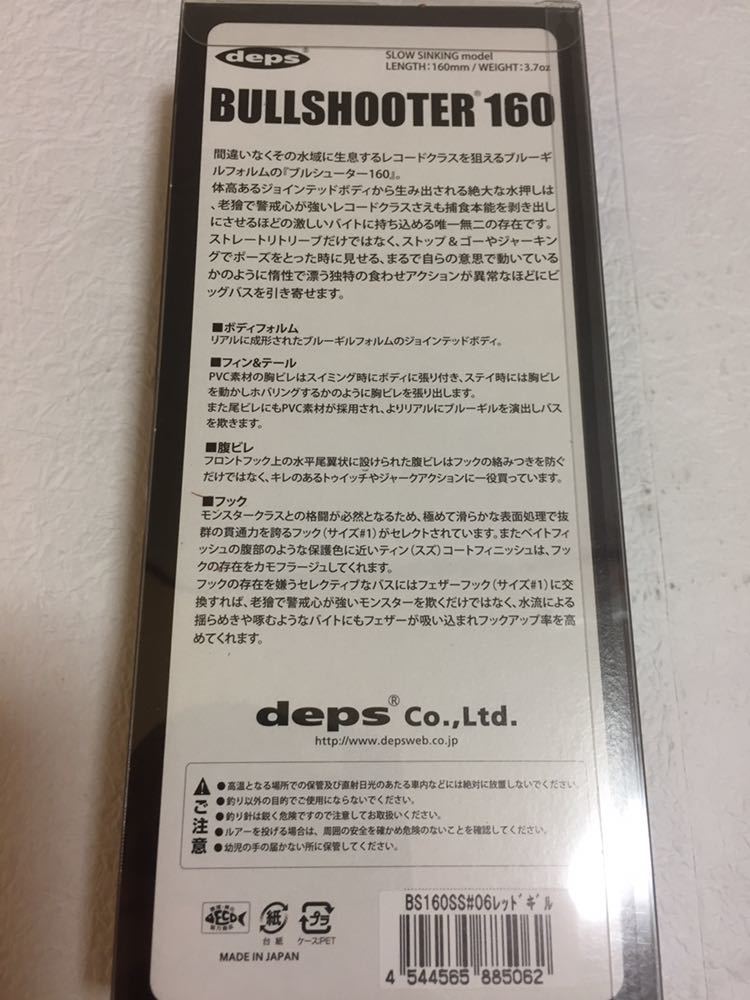 deps®
SLOW SINKING model
LENGTH:160mm / WEIGHT:3.7oz
BULLSHOOTER® 160
間違いなくその水域に生息するレコードクラスを狙えるブルーギ
ルフォルムの『ブルシューター160』。
体高あるジョインテッドボディから生み出される絶大な水押しは
、老獪で警戒心が強いレコードクラスさえも捕食本能を剥き出し
にさせるほどの激しいバイトに持ち込める唯一無二の存在です。
ストレートリトリーブだけではなく、ストップ＆ゴーやジャーキン
グでポーズをとった時に見せる、まるで自らの意思で動いている
かのように惰性で漂う独特の食わせアクションが異常なほどにビ
ッグバスを引き寄せます。
■ボディフォルム
リアルに成形されたブルーギルフォルムのジョインテッドボディ。
■フィン&テール
PVC素材の胸ビレはスイミング時にボディに張り付き、ステイ時には胸ビレ
を動かしホバリングするかのように胸ビレを張り出します。
また尾ビレにもPVC素材が採用され、よりリアルにブルーギルを演出しバス
を欺きます。
■腹ビレ
フロントフック上の水平尾翼状に設けられた腹ビレはフックの絡みつきを防ぐ
だけではなく、キレのあるトゥイッチやジャークアクションに一役買っています。
■フック
モンスタークラスとの格闘が必然となるため、極めて滑らかな表面処理で抜
群の貫通力を誇るフック(サイズ#1)がセレクトされています。またベイトフィ
ッシュの腹部のような保護色に近いティン(スズ)コートフィニッシュは、フッ
クの存在をカモフラージュしてくれます。
フックの存在を嫌うセレクティブなバスにはフェザーフック(サイズ#1)に交
換すれば、老獪で警戒心が強いモンスターを欺くだけではなく、水流による
揺らめきや啄むようなバイトにもフェザーが吸い込まれフックアップ率を高
めてくれます。
deps® Co.,Ltd.
http://www.depsweb.co.jp
ご注意
●高温となる場所での保管及び直射日光のあたる車内などには絶対に放置しないでください。
●釣り以外の目的でご使用にならないでください。
●釣り針は鋭く危険ですので注意してお取扱いください。
●ルアーを投げる場合は、周囲の安全を確かめ危険のないことを確認してください。
●幼児の手の届かない所に保管してください。
ECO
紙
台 紙
プラ
ケース:PET
MADE IN JAPAN
BS160SS#06レッドギル
4 544565 885062